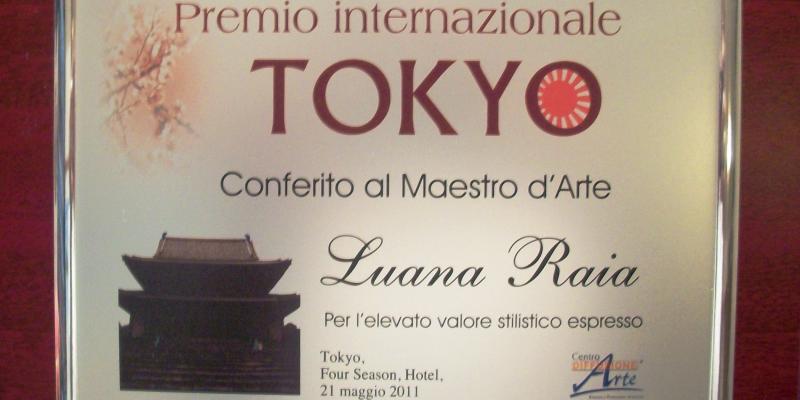 Premio internazionale
TOKYO
Conferito al Maestro d'Arte
Luana Raia
Per l'elevato valore stilistico espresso
Tokyo,
Four Season, Hotel,
21 maggio 2011
Centro
DIFFUSIONE
Arte